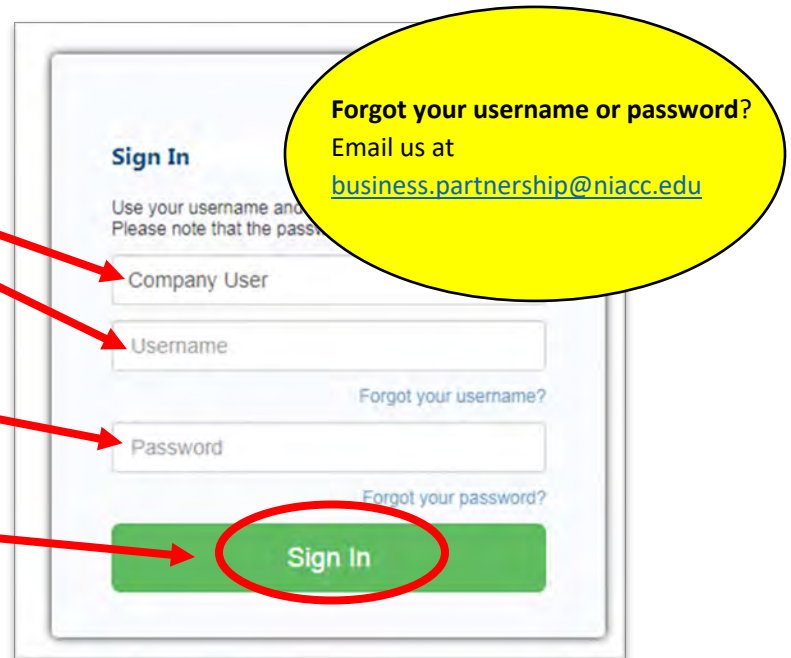 Forgot your username or password?
Email us at
business.partnership@niacc.edu
Sign In
Use your username and
Please note that the
Company User
Username
Forgot your username?
Password
Forgot your password?
Sign In